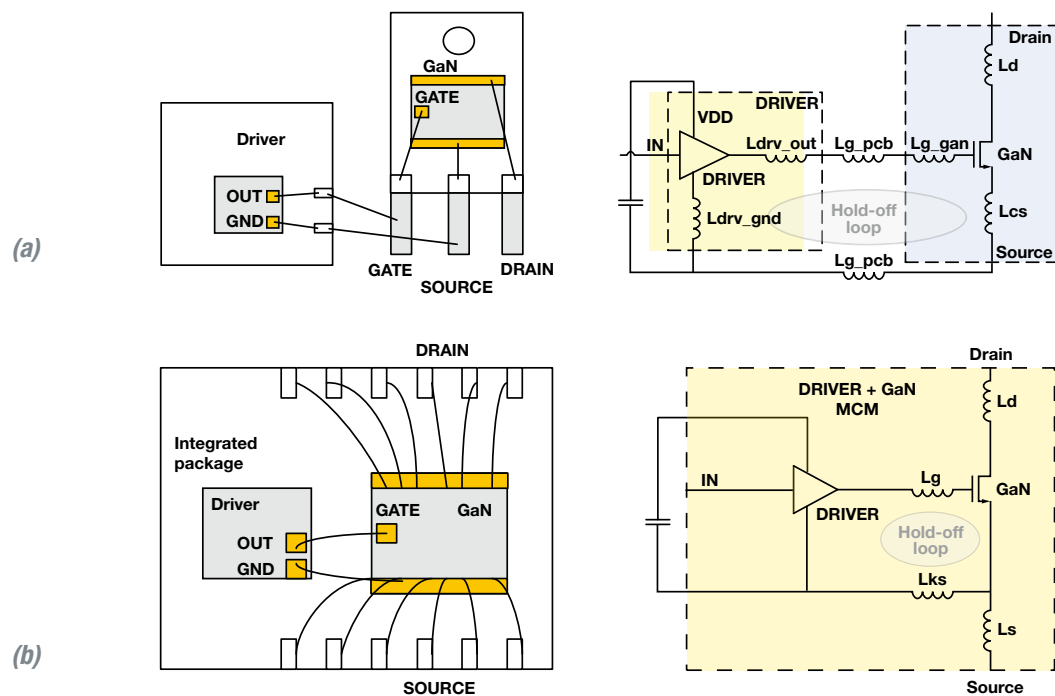 (a)
GaN
GATE
Driver
OUT
GND
GATE
SOURCE
DRAIN
Drain
Ld
DRIVER
VDD
IN
Ldrv_out
Lg_pcb
Lg_gan
GaN
DRIVER
Ldrv_gnd
Hold-off
loop
Lcs
Source
Lg_pcb
(b)
DRAIN
Integrated
package
Driver
GATE
GaN
OUT
GND
SOURCE
Drain
DRIVER + GaN
MCM
Ld
IN
Lg
GaN
DRIVER
Hold-off
loop
Lks
Ls
Source